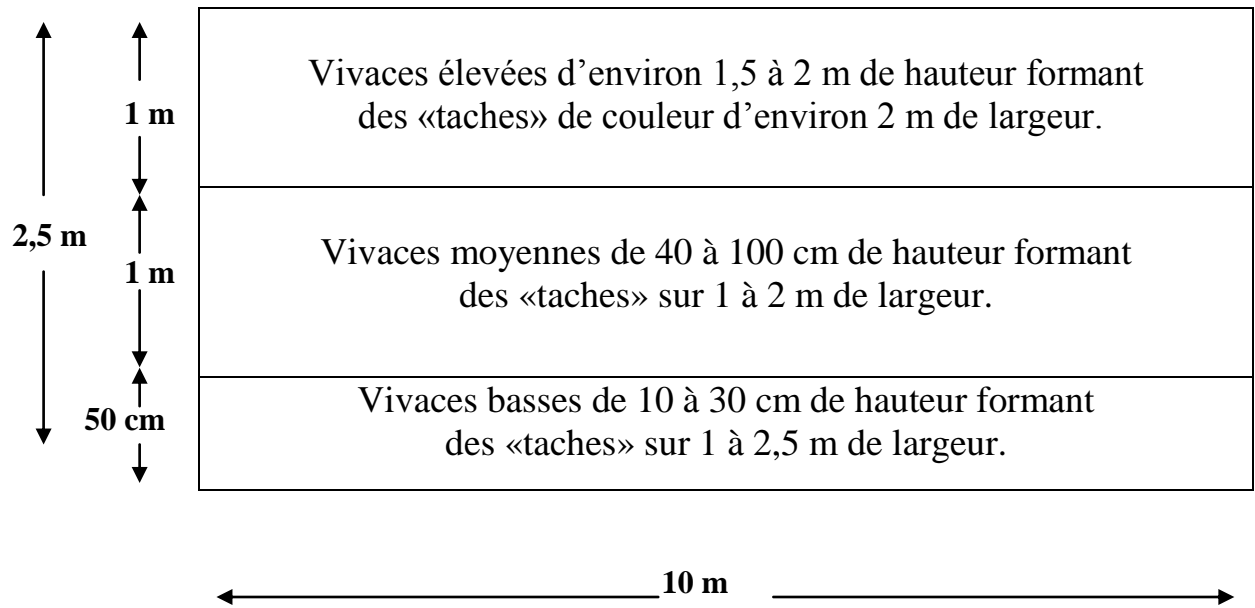 Vivaces élevées d’environ 1,5 à 2 m de hauteur formant
des «taches» de couleur d’environ 2 m de largeur.
1 m
2,5 m
Vivaces moyennes de 40 à 100 cm de hauteur formant
des «taches» sur 1 à 2 m de largeur.
1 m
Vivaces basses de 10 à 30 cm de hauteur formant
des «taches» sur 1 à 2,5 m de largeur.
50 cm
10 m